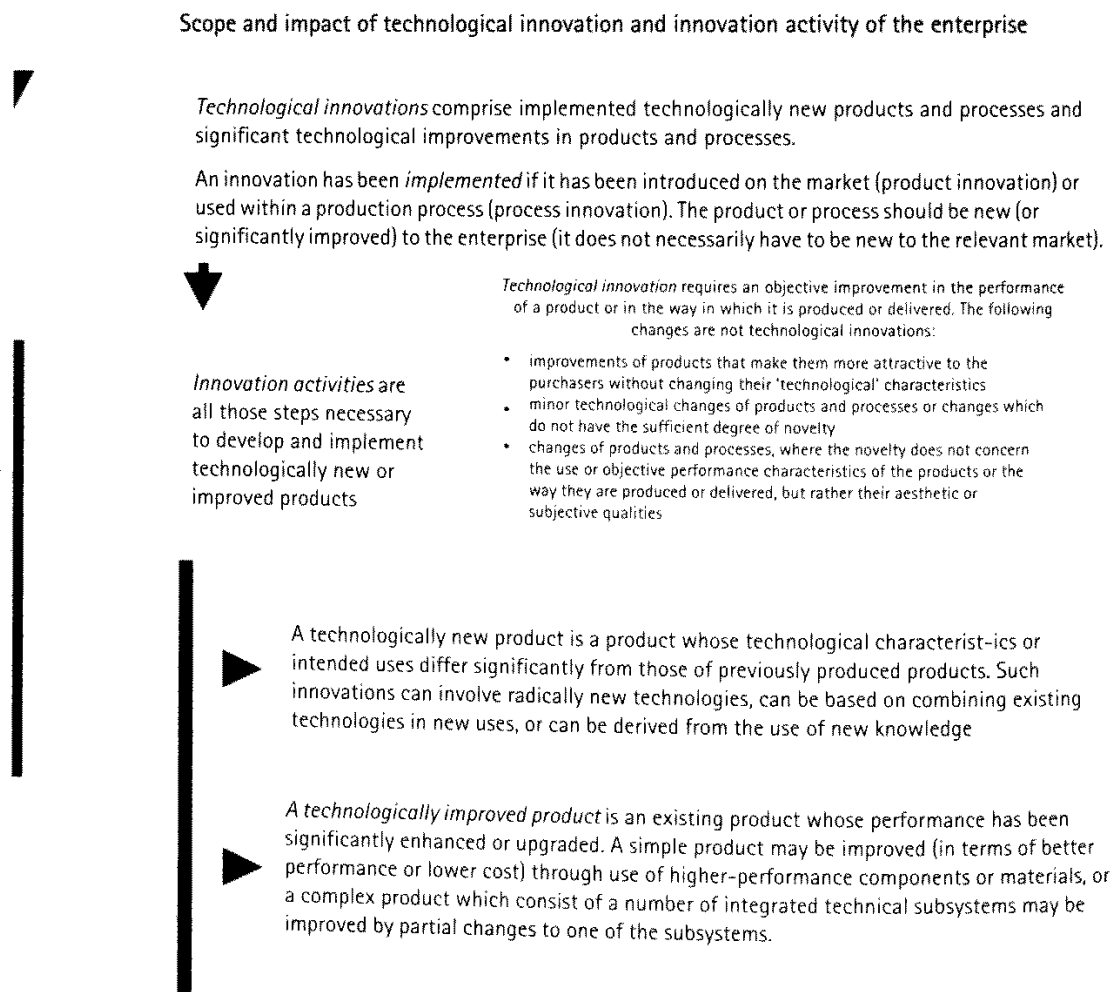 Scope and impact of technological innovation and innovation activity of the enterprise
Technological innovations comprise implemented technologically new products and processes and
significant technological improvements in products and processes.
An innovation has been implemented if it has been introduced on the market (product innovation) or
used within a production process (process innovation). The product or process should be new (or
significantly improved) to the enterprise (it does not necessarily have to be new to the relevant market).
Technological innovation requires an objective improvement in the performance
of a product or in the way in which it is produced or delivered. The following
changes are not technological innovations:
• improvements of products that make them more attractive to the
purchasers without changing their 'technological' characteristics
• minor technological changes of products and processes or changes which
do not have the sufficient degree of novelty
• changes of products and processes, where the novelty does not concern
the use or objective performance characteristics of the products or the
way they are produced or delivered, but rather their aesthetic or
subjective qualities
Innovation activities are
all those steps necessary
to develop and implement
technologically new or
improved products
A technologically new product is a product whose technological characterist-ics or
intended uses differ significantly from those of previously produced products. Such
innovations can involve radically new technologies, can be based on combining existing
technologies in new uses, or can be derived from the use of new knowledge
A technologically improved product is an existing product whose performance has been
significantly enhanced or upgraded. A simple product may be improved (in terms of better
performance or lower cost) through use of higher-performance components or materials, or
a complex product which consist of a number of integrated technical subsystems may be
improved by partial changes to one of the subsystems.